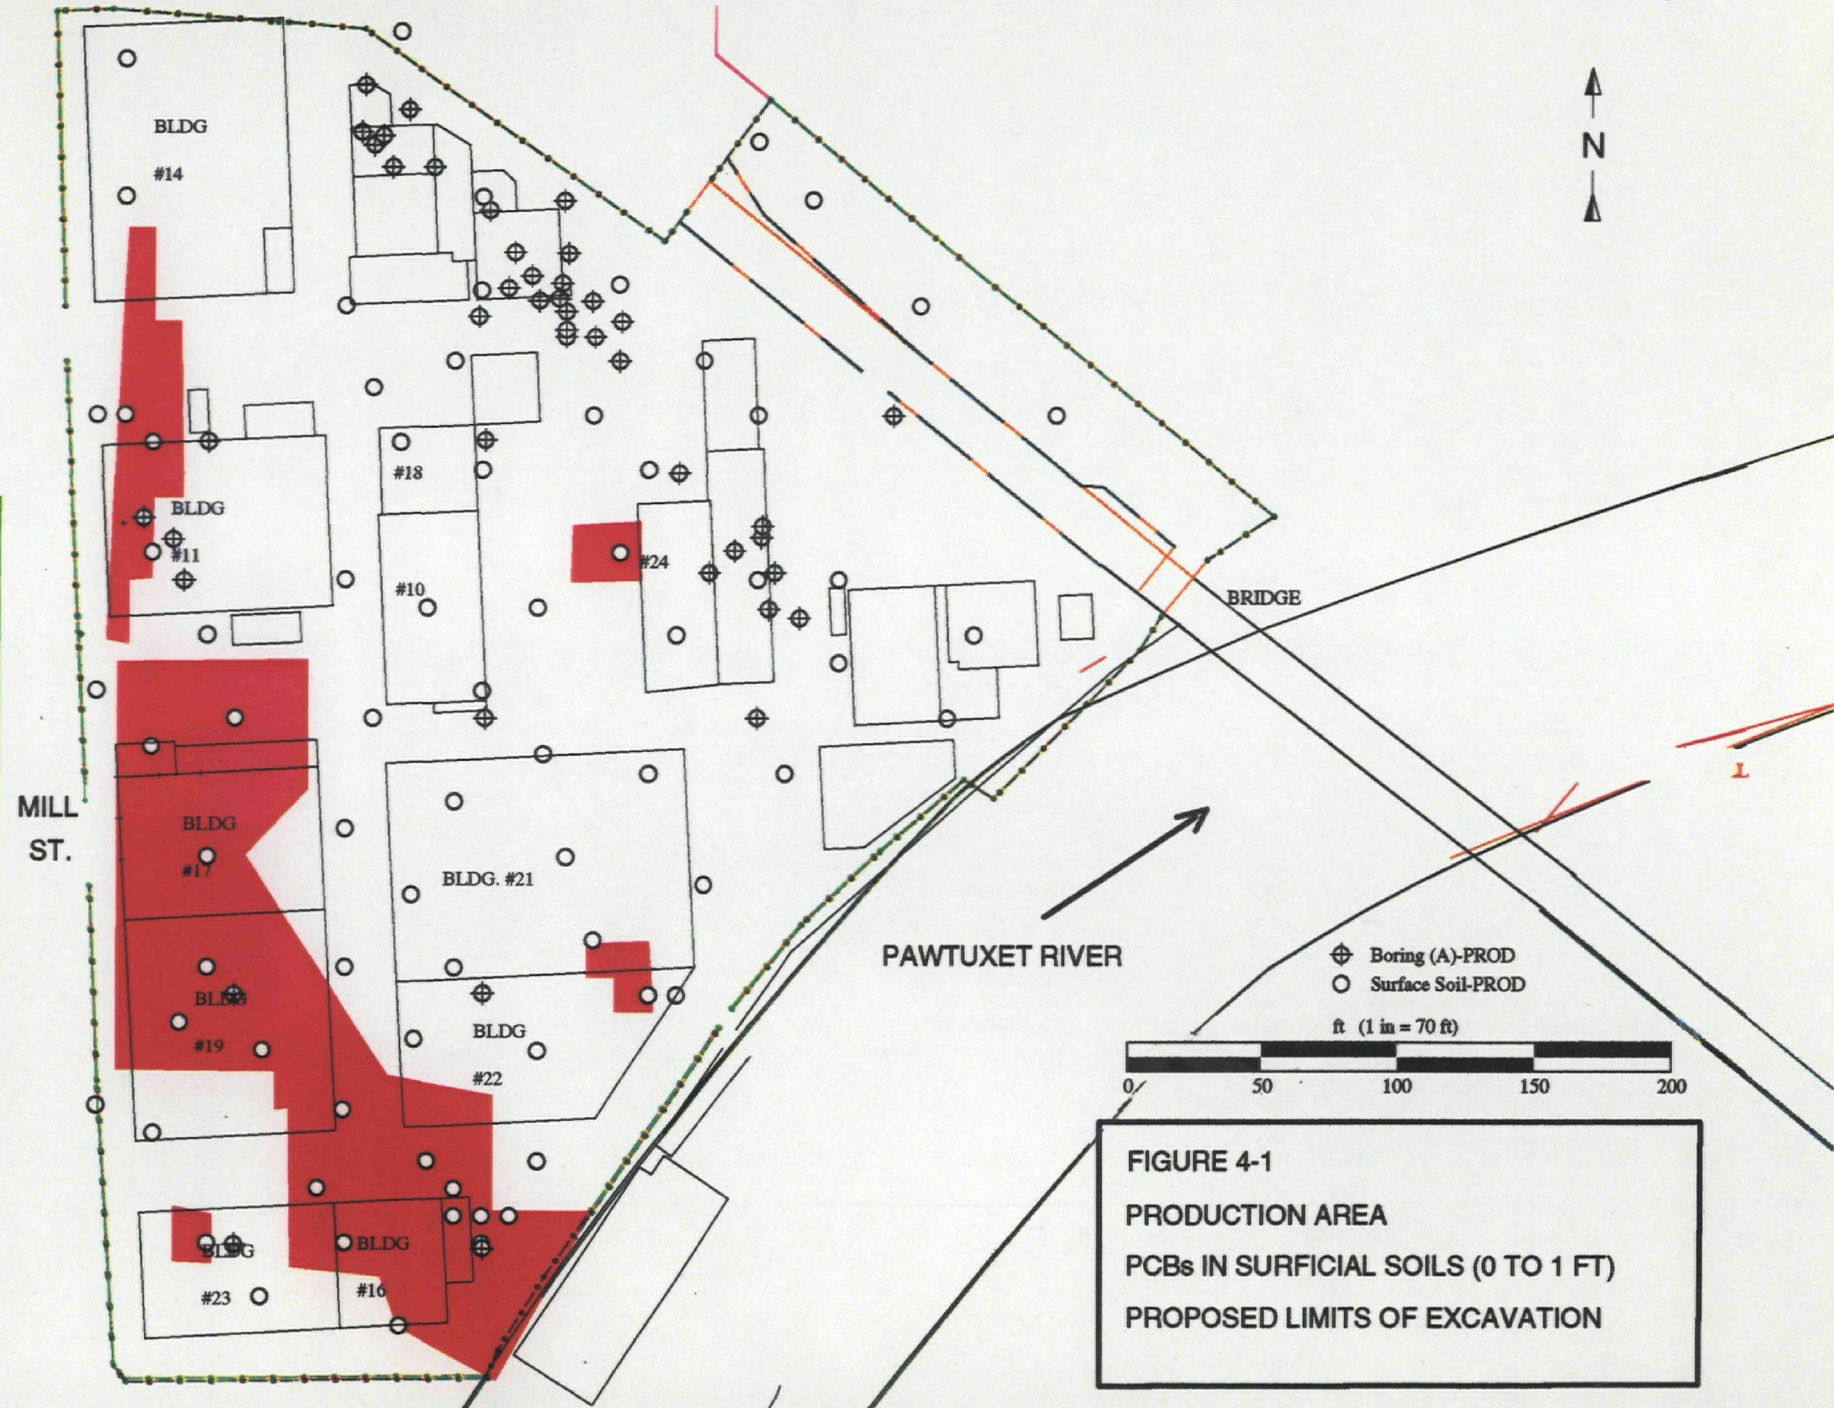 BLDG
#14
N
#18
BLDG
#11
#24
#10
BRIDGE
MILL
ST.
BLDG
#17
BLDG. #21
PAWTUXET RIVER
Boring (A)-PROD
Surface Soil-PROD
ft (1 in = 70 ft)
0 50 100 150 200
BLDG
#19
BLDG
#22
BLDG
#23
BLDG
#16
FIGURE 4-1
PRODUCTION AREA
PCBs IN SURFICIAL SOILS (0 TO 1 FT)
PROPOSED LIMITS OF EXCAVATION